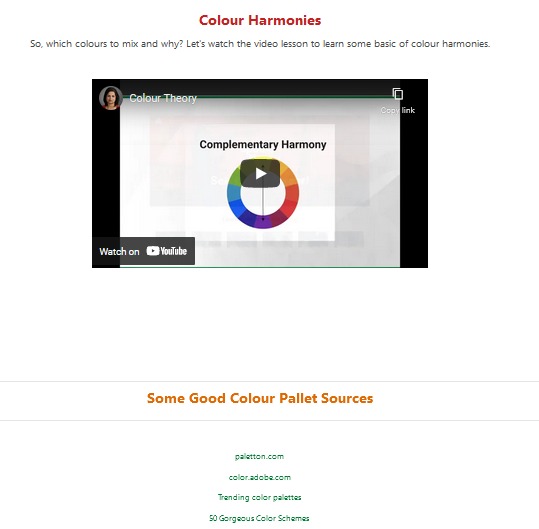 Colour Harmonies
So, which colours to mix and why? Let's watch the video lesson to learn some basic of colour harmonies.
Colour Theory
Copy link
Complementary Harmony
Watch on YouTube
Some Good Colour Pallet Sources
paletton.com
color.adobe.com
Trending color palettes
50 Gorgeous Color Schemes